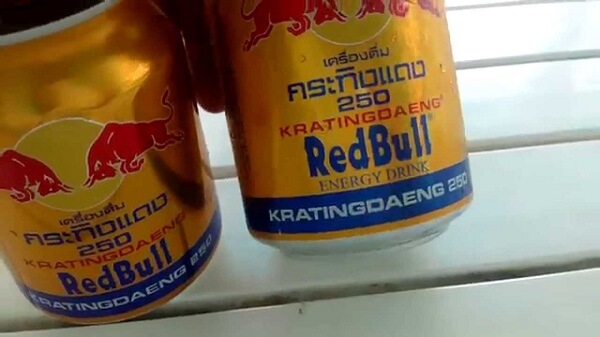 เครื่องดื่ม
กระทิงแดง
250
KRATINGDAENG
RedBull
KRATINGDAENG 250
เครื่องดื่ม
กระทิงแดง
250
KRATINGDAENG®
RedBull®
ENERGY DRINK
KRATINGDAENG 250